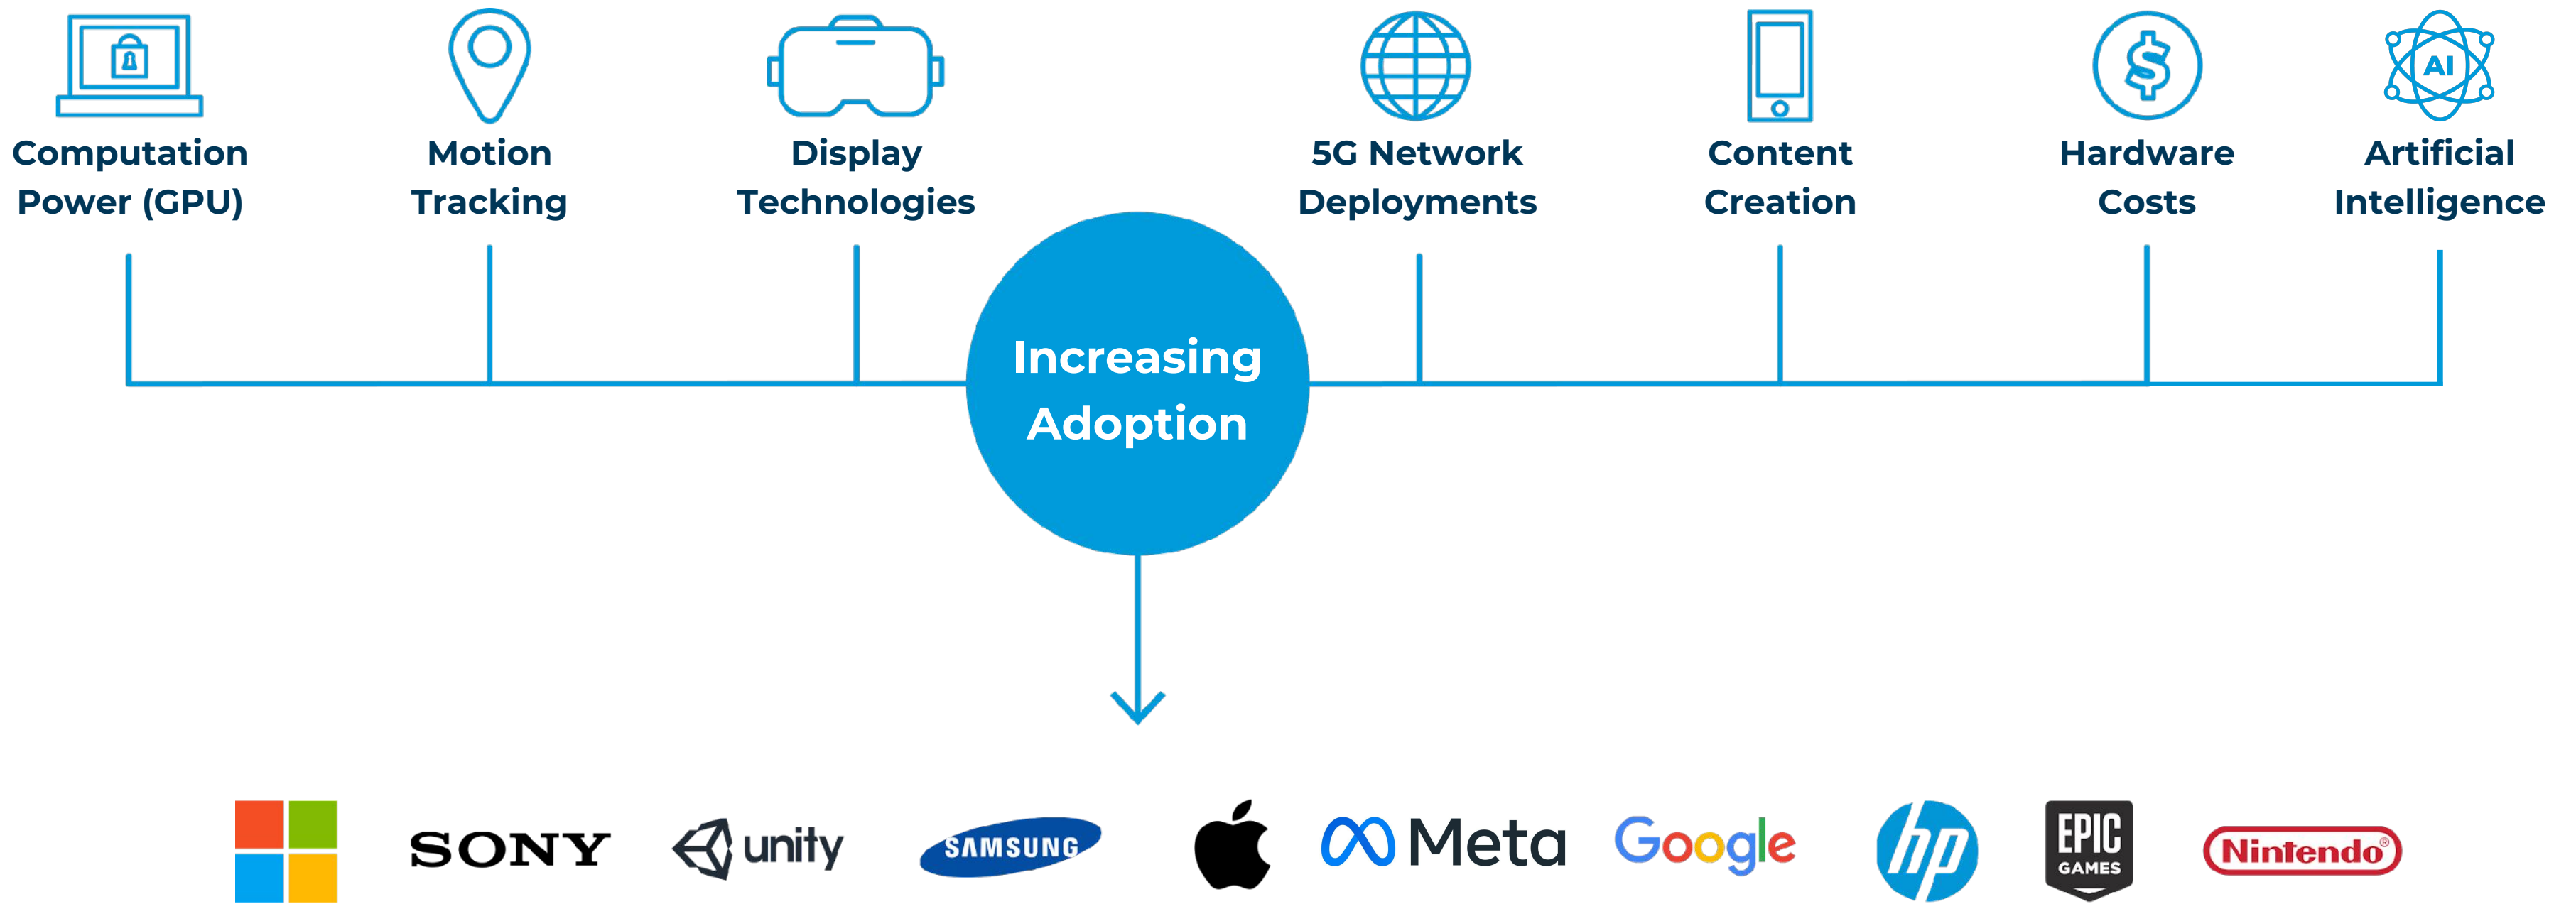 AI
Computation
Power (GPU)
Motion
Tracking
Display
Technologies
5G Network
Deployments
Content
Creation
Hardware
Costs
Artificial
Intelligence
Increasing
Adoption
SONY
unity
SAMSUNG
Meta
Google
hp
EPIC
GAMES
Nintendo®